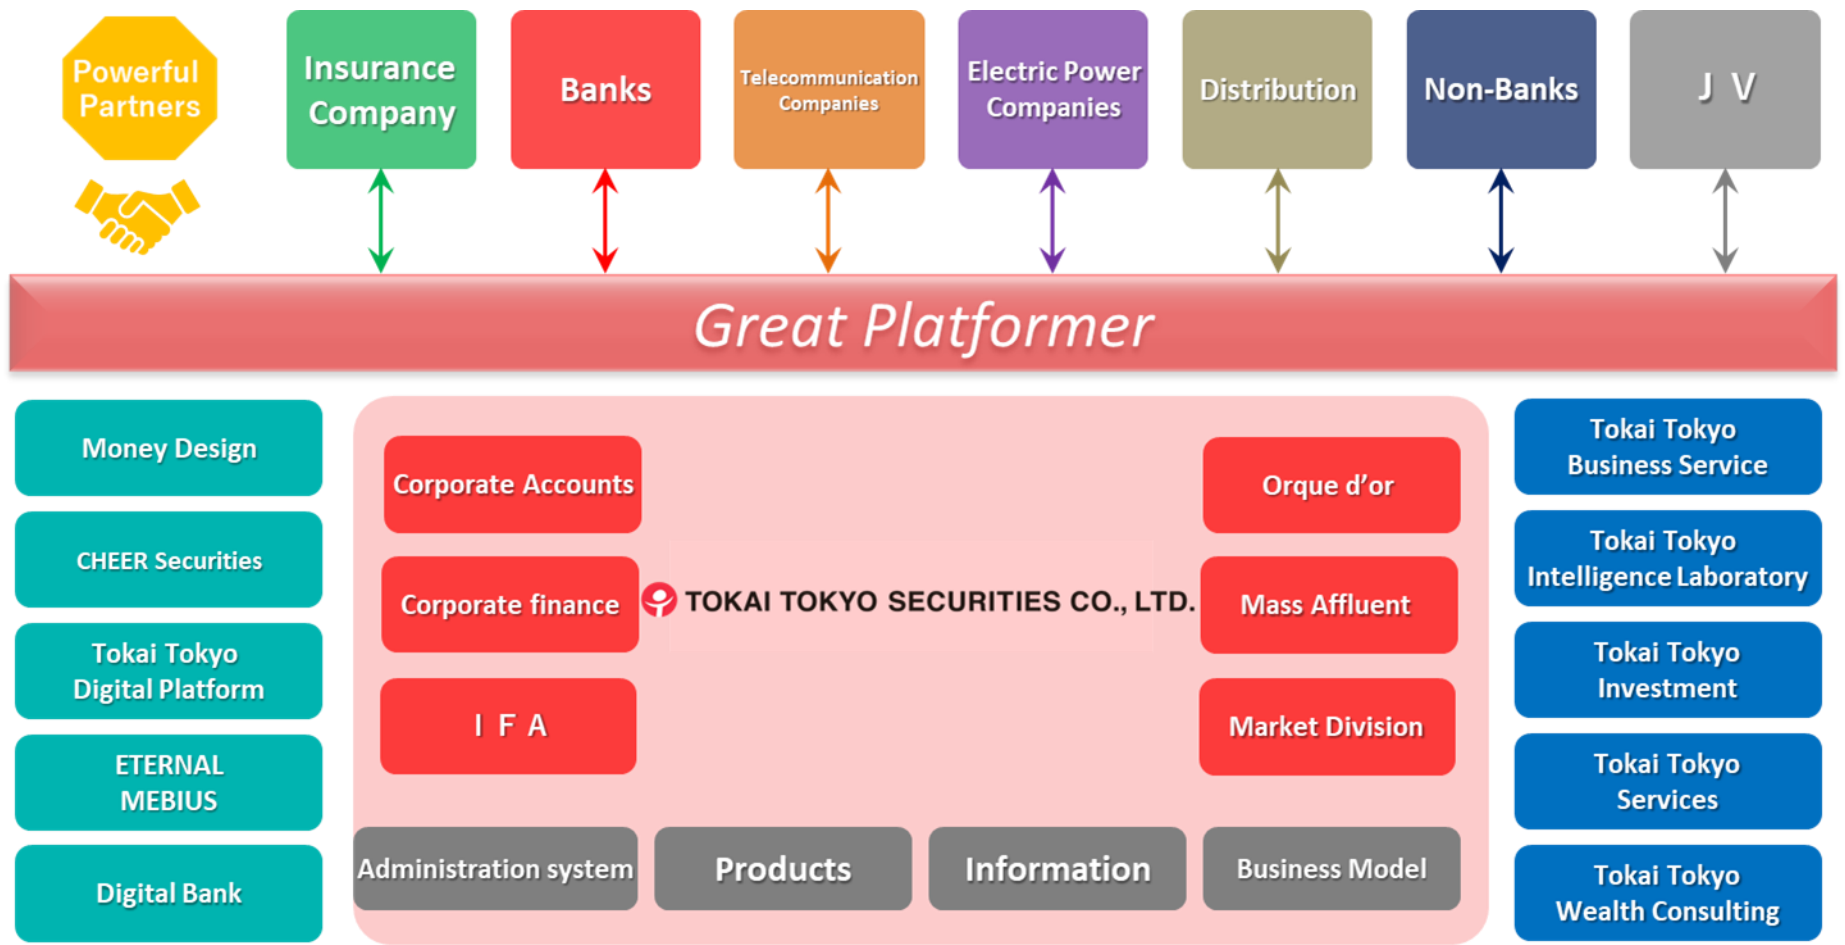 Powerful
Partners
Insurance
Company
Banks
Telecommunication
Companies
Electric Power
Companies
Distribution
Non-Banks
J V
Great Platformer
Money Design
CHEER Securities
Tokai Tokyo
Digital Platform
ETERNAL
MEBIUS
Digital Bank
Corporate Accounts
Corporate finance
I F A
TOKAI TOKYO SECURITIES CO., LTD.
Orque d’or
Mass Affluent
Market Division
Administration system
Products
Information
Business Model
Tokai Tokyo
Business Service
Tokai Tokyo
Intelligence Laboratory
Tokai Tokyo
Investment
Tokai Tokyo
Services
Tokai Tokyo
Wealth Consulting